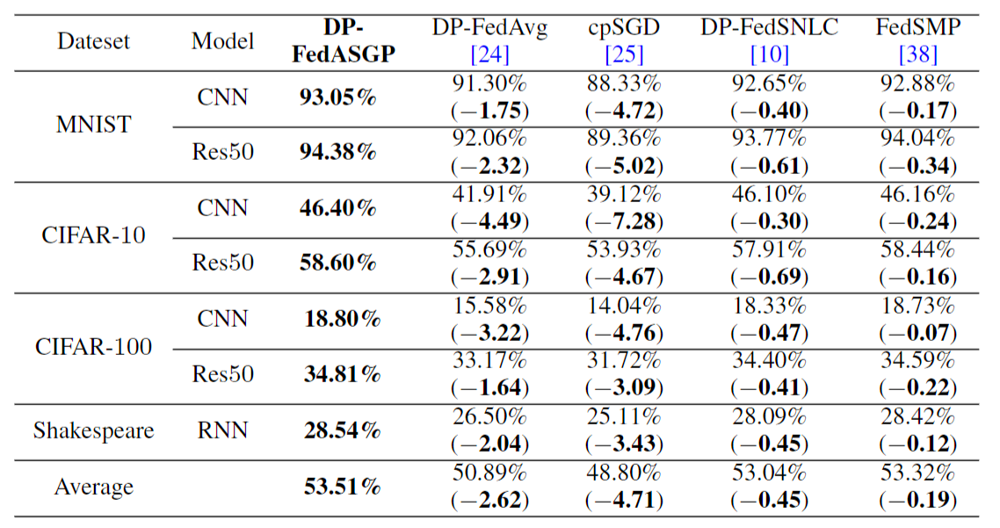 Dateset Model DP-FedASGP DP-FedAvg [24] cpSGD [25] DP-FedSNLC [10] FedSMP [38]
MNIST CNN 93.05% 91.30% (−1.75) 88.33% (−4.72) 92.65% (−0.40) 92.88% (−0.17)
Res50 94.38% 92.06% (−2.32) 89.36% (−5.02) 93.77% (−0.61) 94.04% (−0.34)
CIFAR-10 CNN 46.40% 41.91% (−4.49) 39.12% (−7.28) 46.10% (−0.30) 46.16% (−0.24)
Res50 58.60% 55.69% (−2.91) 53.93% (−4.67) 57.91% (−0.69) 58.44% (−0.16)
CIFAR-100 CNN 18.80% 15.58% (−3.22) 14.04% (−4.76) 18.33% (−0.47) 18.73% (−0.07)
Res50 34.81% 33.17% (−1.64) 31.72% (−3.09) 34.40% (−0.41) 34.59% (−0.22)
Shakespeare RNN 28.54% 26.50% (−2.04) 25.11% (−3.43) 28.09% (−0.45) 28.42% (−0.12)
Average 53.51% 50.89% (−2.62) 48.80% (−4.71) 53.04% (−0.45) 53.32% (−0.19)